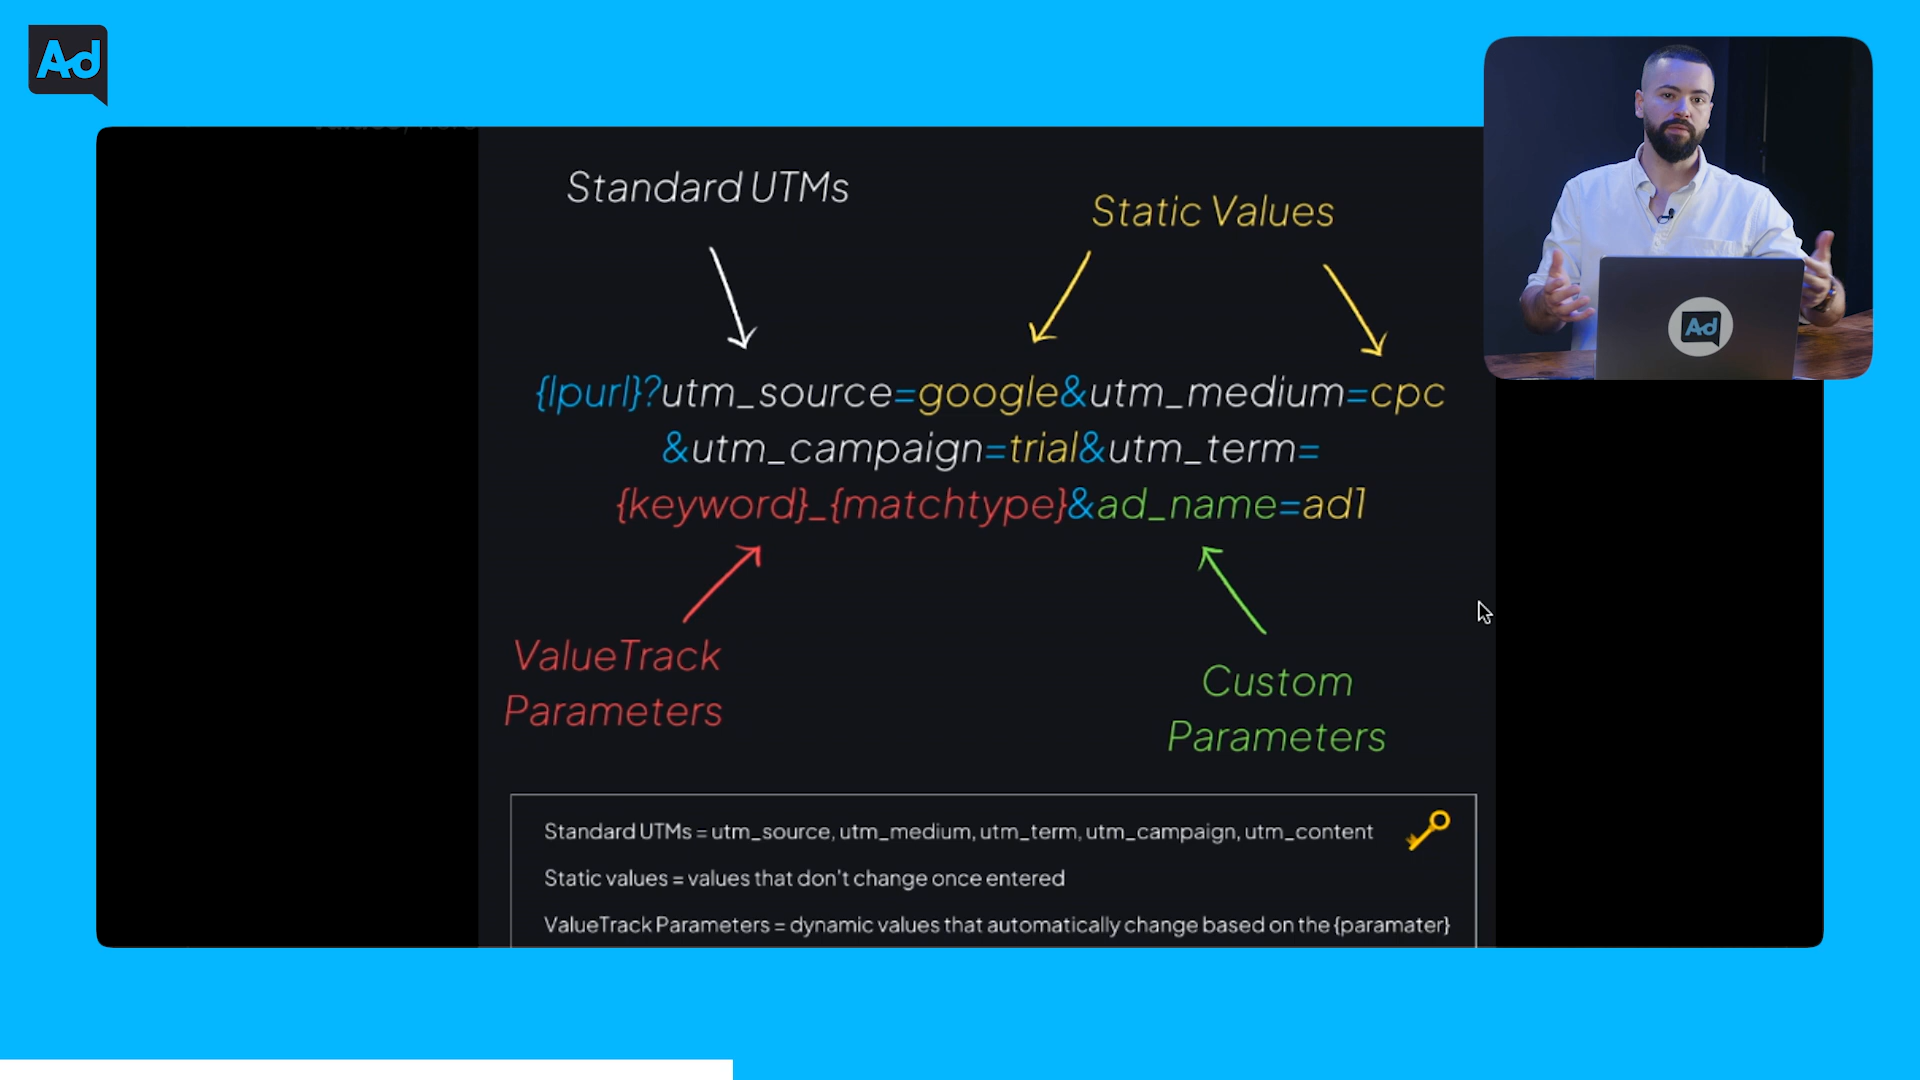 Ad
Standard UTMs
Static Values
{lpurl}?utm_source=google&utm_medium=cpc
&utm_campaign=trial&utm_term=
{keyword}_{matchtype}&ad_name=ad1
ValueTrack
Parameters
Custom
Parameters
Ad
Standard UTMs = utm_source, utm_medium, utm_term, utm_campaign, utm_content
Static values = values that don't change once entered
ValueTrack Parameters = dynamic values that automatically change based on the {paramater}